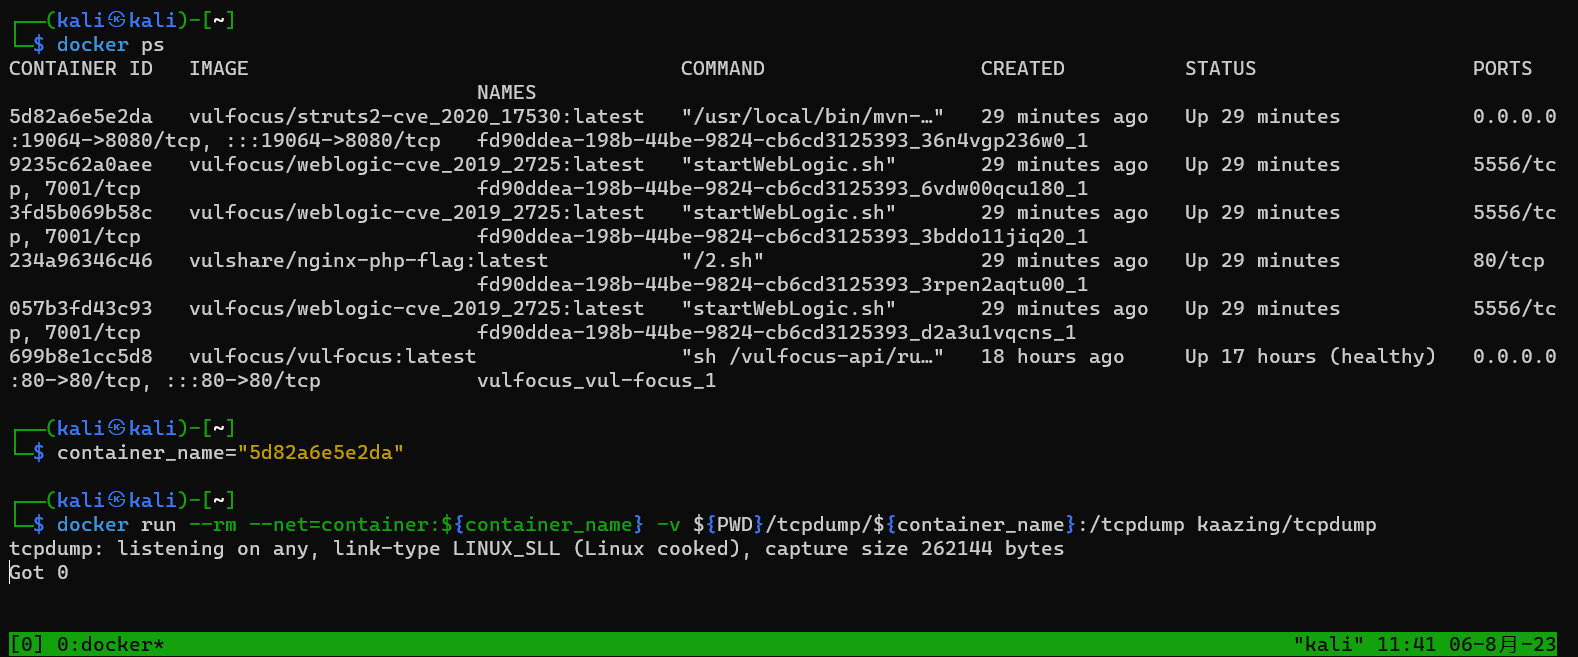 ┌──(kali㉿kali)-[~]
└─$ docker ps
CONTAINER ID   IMAGE                                    COMMAND                  CREATED          STATUS                  PORTS
                                       NAMES
5d82a6e5e2da   vulfocus/struts2-cve_2020_17530:latest   "/usr/local/bin/mvn-…"   29 minutes ago   Up 29 minutes           0.0.0.0
:19064->8080/tcp, :::19064->8080/tcp   fd90ddea-198b-44be-9824-cb6cd3125393_36n4vgp236w0_1
9235c62a0aee   vulfocus/weblogic-cve_2019_2725:latest   "startWebLogic.sh"       29 minutes ago   Up 29 minutes           5556/tc
p, 7001/tcp                            fd90ddea-198b-44be-9824-cb6cd3125393_6vdw00qcu180_1
3fd5b069b58c   vulfocus/weblogic-cve_2019_2725:latest   "startWebLogic.sh"       29 minutes ago   Up 29 minutes           5556/tc
p, 7001/tcp                            fd90ddea-198b-44be-9824-cb6cd3125393_3bddo11jiq20_1
234a96346c46   vulshare/nginx-php-flag:latest           "/2.sh"                  29 minutes ago   Up 29 minutes           80/tcp
                                       fd90ddea-198b-44be-9824-cb6cd3125393_3rpen2aqtu00_1
057b3fd43c93   vulfocus/weblogic-cve_2019_2725:latest   "startWebLogic.sh"       29 minutes ago   Up 29 minutes           5556/tc
p, 7001/tcp                            fd90ddea-198b-44be-9824-cb6cd3125393_d2a3u1vqcns_1
699b8e1cc5d8   vulfocus/vulfocus:latest                 "sh /vulfocus-api/ru…"   18 hours ago     Up 17 hours (healthy)   0.0.0.0
:80->80/tcp, :::80->80/tcp             vulfocus_vul-focus_1
┌──(kali㉿kali)-[~]
└─$ container_name="5d82a6e5e2da"
┌──(kali㉿kali)-[~]
└─$ docker run --rm --net=container:${container_name} -v ${PWD}/tcpdump/${container_name}:/tcpdump kaazing/tcpdump
tcpdump: listening on any, link-type LINUX_SLL (Linux cooked), capture size 262144 bytes
Got 0
[0] 0:docker*                                                                                              "kali" 11:41 06-8月-23